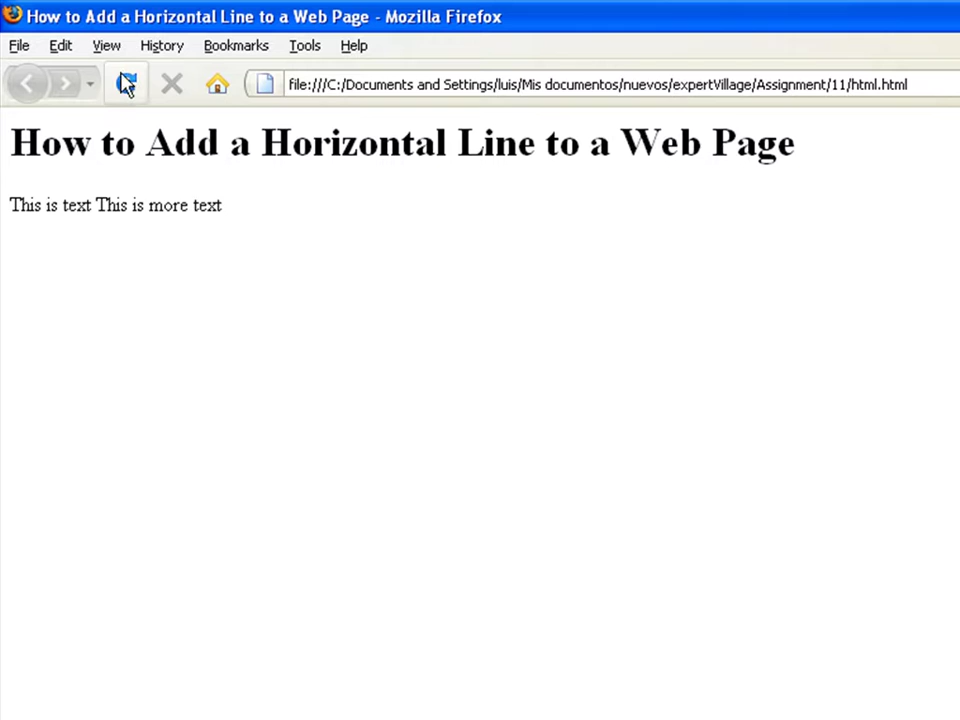 How to Add a Horizontal Line to a Web Page - Mozilla Firefox
File Edit View History Bookmarks Tools Help
file:///C:/Documents and Settings/luis/Mis documentos/nuevos/expertVillage/Assignment/11/html.html
How to Add a Horizontal Line to a Web Page
This is text This is more text